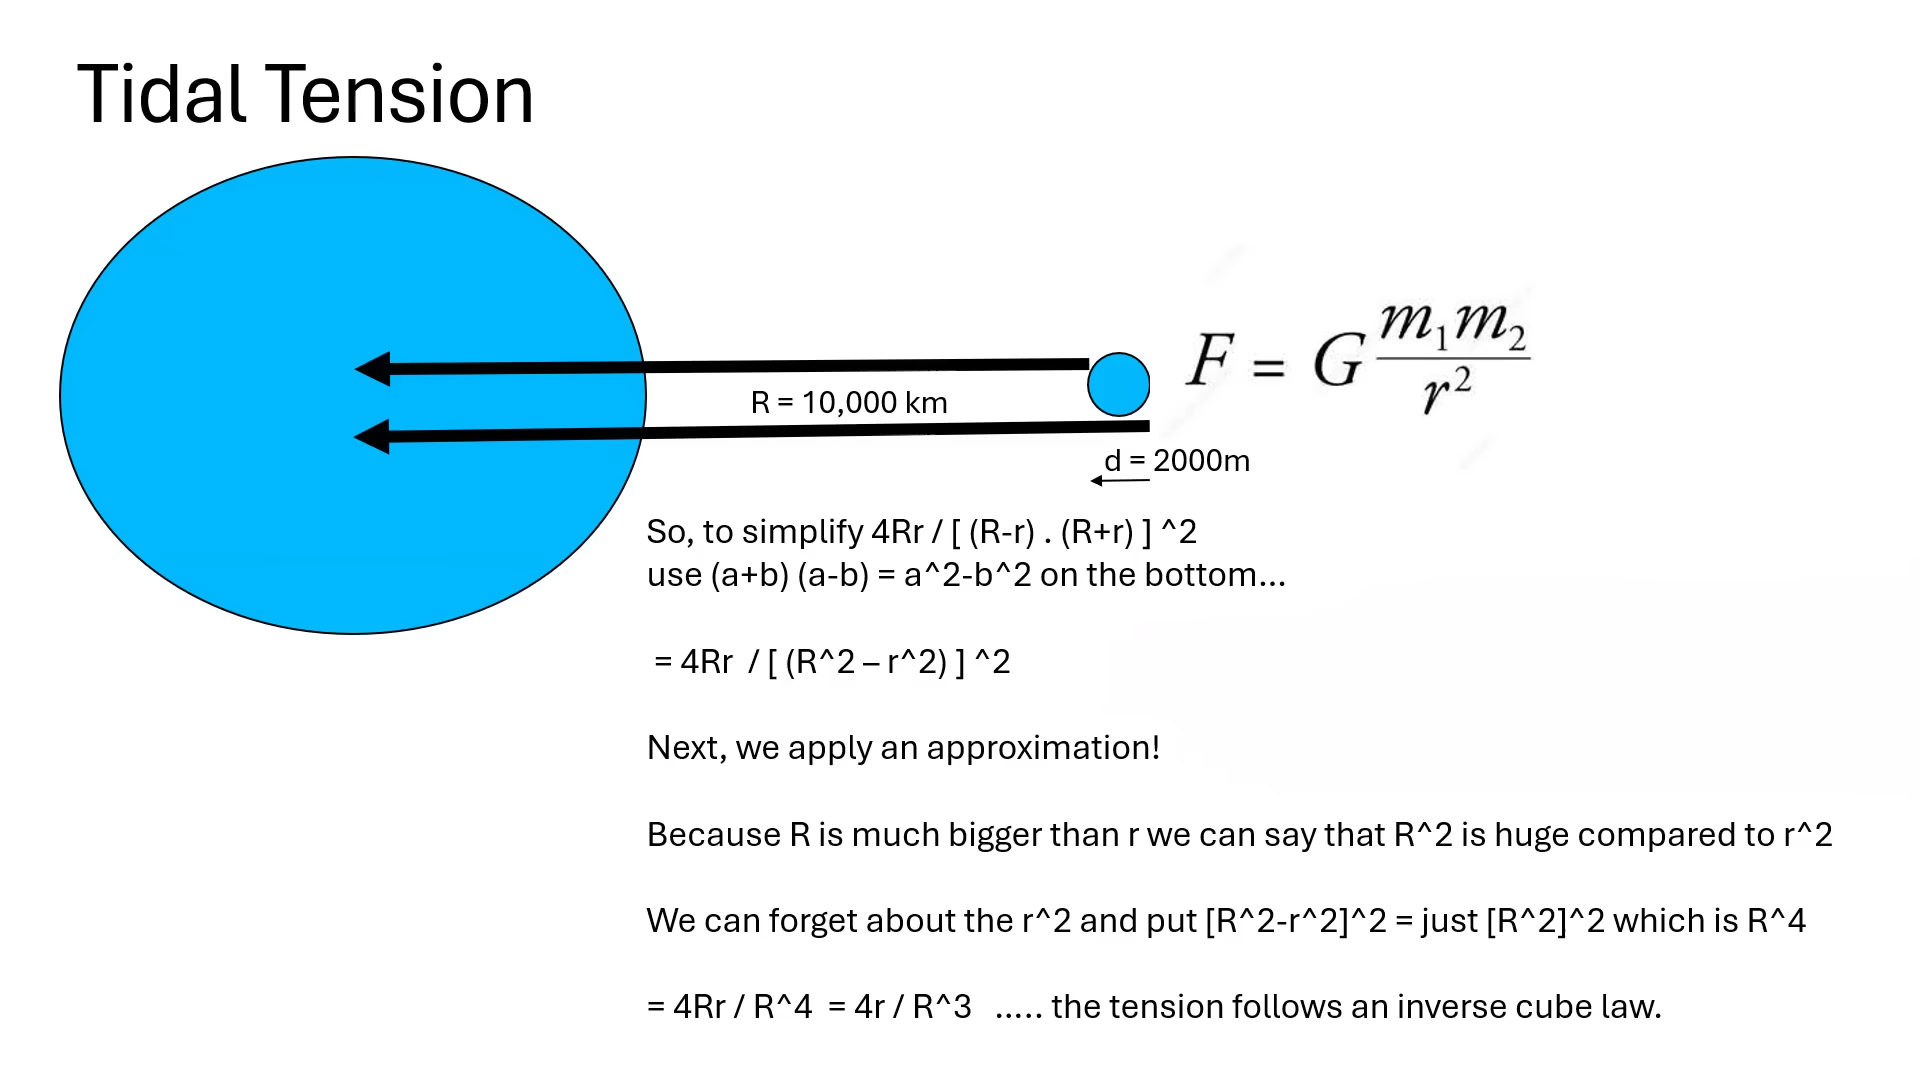 Tidal Tension
F = G m₁m₂ / r²
R = 10,000 km
d = 2000m
So, to simplify 4Rr / [ (R-r) . (R+r) ] ^2
use (a+b) (a-b) = a^2-b^2 on the bottom...
= 4Rr / [ (R^2 – r^2) ] ^2
Next, we apply an approximation!
Because R is much bigger than r we can say that R^2 is huge compared to r^2
We can forget about the r^2 and put [R^2-r^2]^2 = just [R^2]^2 which is R^4
= 4Rr / R^4 = 4r / R^3 ..... the tension follows an inverse cube law.